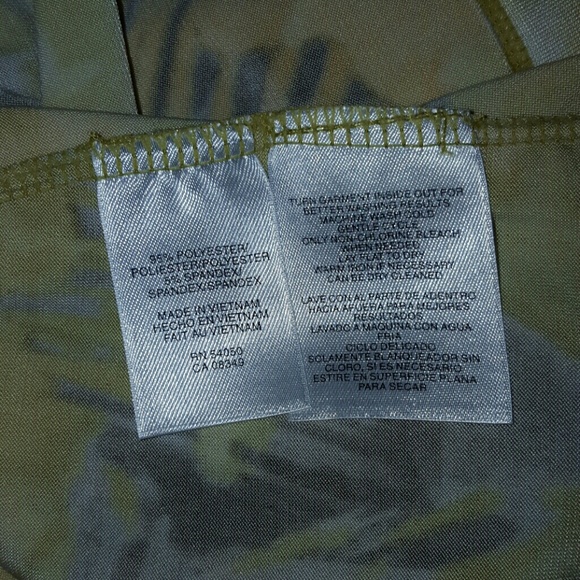 95% POLYESTER/
POLIESTER/POLYESTER
5% SPANDEX/
SPANDEX/SPANDEX
MADE IN VIETNAM
HECHO EN VIETNAM
FAIT AU VIETNAM
RN 54050
CA 08349
TURN GARMENT INSIDE OUT FOR
BETTER WASHING RESULTS
MACHINE WASH COLD
GENTLE CYCLE
ONLY NON-CHLORINE BLEACH
WHEN NEEDED
LAY FLAT TO DRY
WARM IRON IF NECESSARY
CAN BE DRY CLEANED
LAVE CON AL PARTE DE ADENTRO
HACIA AFUERA PARA MEJORES
RESULTADOS
LAVADO A MAQUINA CON AGUA
FRIA
CICLO DELICADO
SOLAMENTE BLANQUEADOR SIN
CLORO, SI ES NECESARIO
ESTIRE EN SUPERFICIE PLANA
PARA SECAR